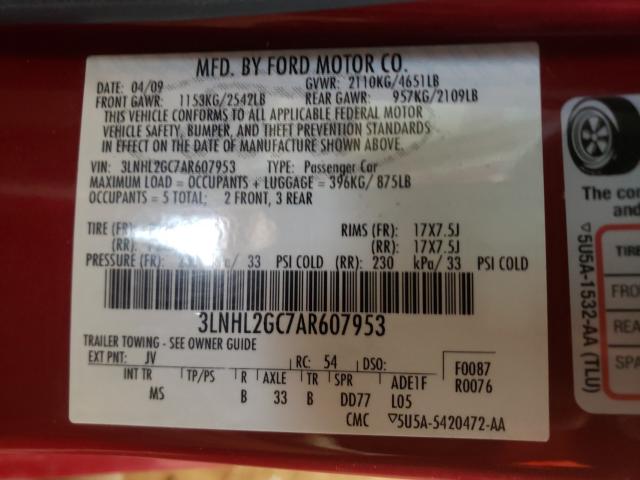 MFD. BY FORD MOTOR CO.
DATE: 04/09 GVWR: 2110KG/4651LB
FRONT GAWR: 1153KG/2542LB REAR GAWR: 957KG/2109LB
THIS VEHICLE CONFORMS TO ALL APPLICABLE FEDERAL MOTOR
VEHICLE SAFETY, BUMPER, AND THEFT PREVENTION STANDARDS
IN EFFECT ON THE DATE OF MANUFACTURE SHOWN ABOVE.
VIN: 3LNHL2GC7AR607953 TYPE: Passenger Car
MAXIMUM LOAD = OCCUPANTS + LUGGAGE = 396KG/ 875LB
OCCUPANTS = 5 TOTAL: 2 FRONT, 3 REAR
TIRE (FR) RIMS (FR): 17X7.5J
(RR) (RR): 17X7.5J
PRESSURE (FR): kPa/ 33 PSI COLD (RR): 230 kPa/ 33 PSI COLD
3LNHL2GC7AR607953
TRAILER TOWING - SEE OWNER GUIDE
EXT PNT: JV RC: 54 DSO: F0087
INT TR TP/PS R AXLE TR SPR ADE1F R0076
MS B 33 B DD77 L05
CMC ▽5U5A-5420472-AA
The co
and
TIRE
FRO
REA
SPA
▽5U5A-1532-AA (TLU)